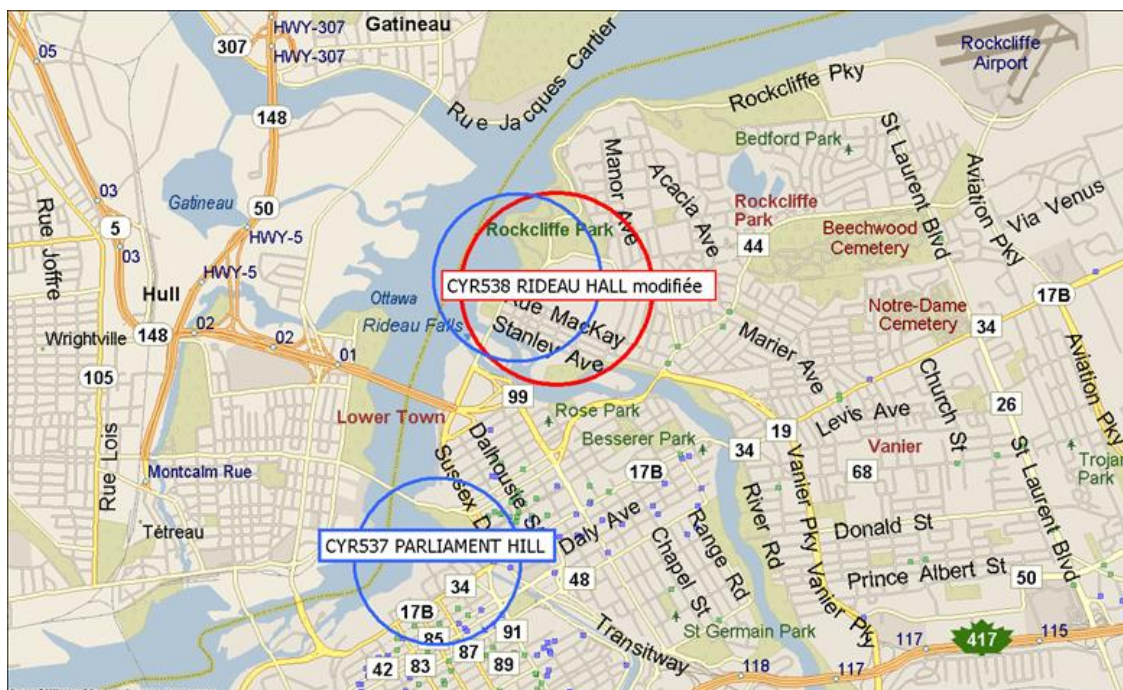 HWY-307
Gatineau
307
HWY-307
05
148
Rue Jacques Cartier
Rockcliffe
Airport
Rockcliffe Pky
Bedford Park
St Laurent Blvd
Aviation Pky
Manor Ave
Acacia Ave
03
Gatineau
50
5
Rue Joffre
03
HWY-5
Rockcliffe
Park
Via Venus
Rockcliffe Park
44
Beechwood
Cemetery
HWY-5
Hull
CYR538 RIDEAU HALL modifiée
Ottawa
17B
Rue MacKay
Notre-Dame
Cemetery
Rideau Falls
34
Wrightville
148
02
02
Stanley Ave
Marier Ave
01
Aviation Pky
105
99
Church St
Lower Town
Rose Park
Levis Ave
26
Dalhousie St
Besserer Park
34
19
Vanier
Rue Lois
Montcalm Rue
Sussex D
17B
68
Trojan
Park
Vanier Pky
River Rd
Tétreau
Daly Ave
Range Rd
Donald St
St Laurent Blvd
CYR537 PARLIAMENT HILL
Chapel St
34
48
Prince Albert St
50
17B
Vanier Pky
91
St Germain Park
85
Transitway
87
117
417
115
42
83
89
118
117